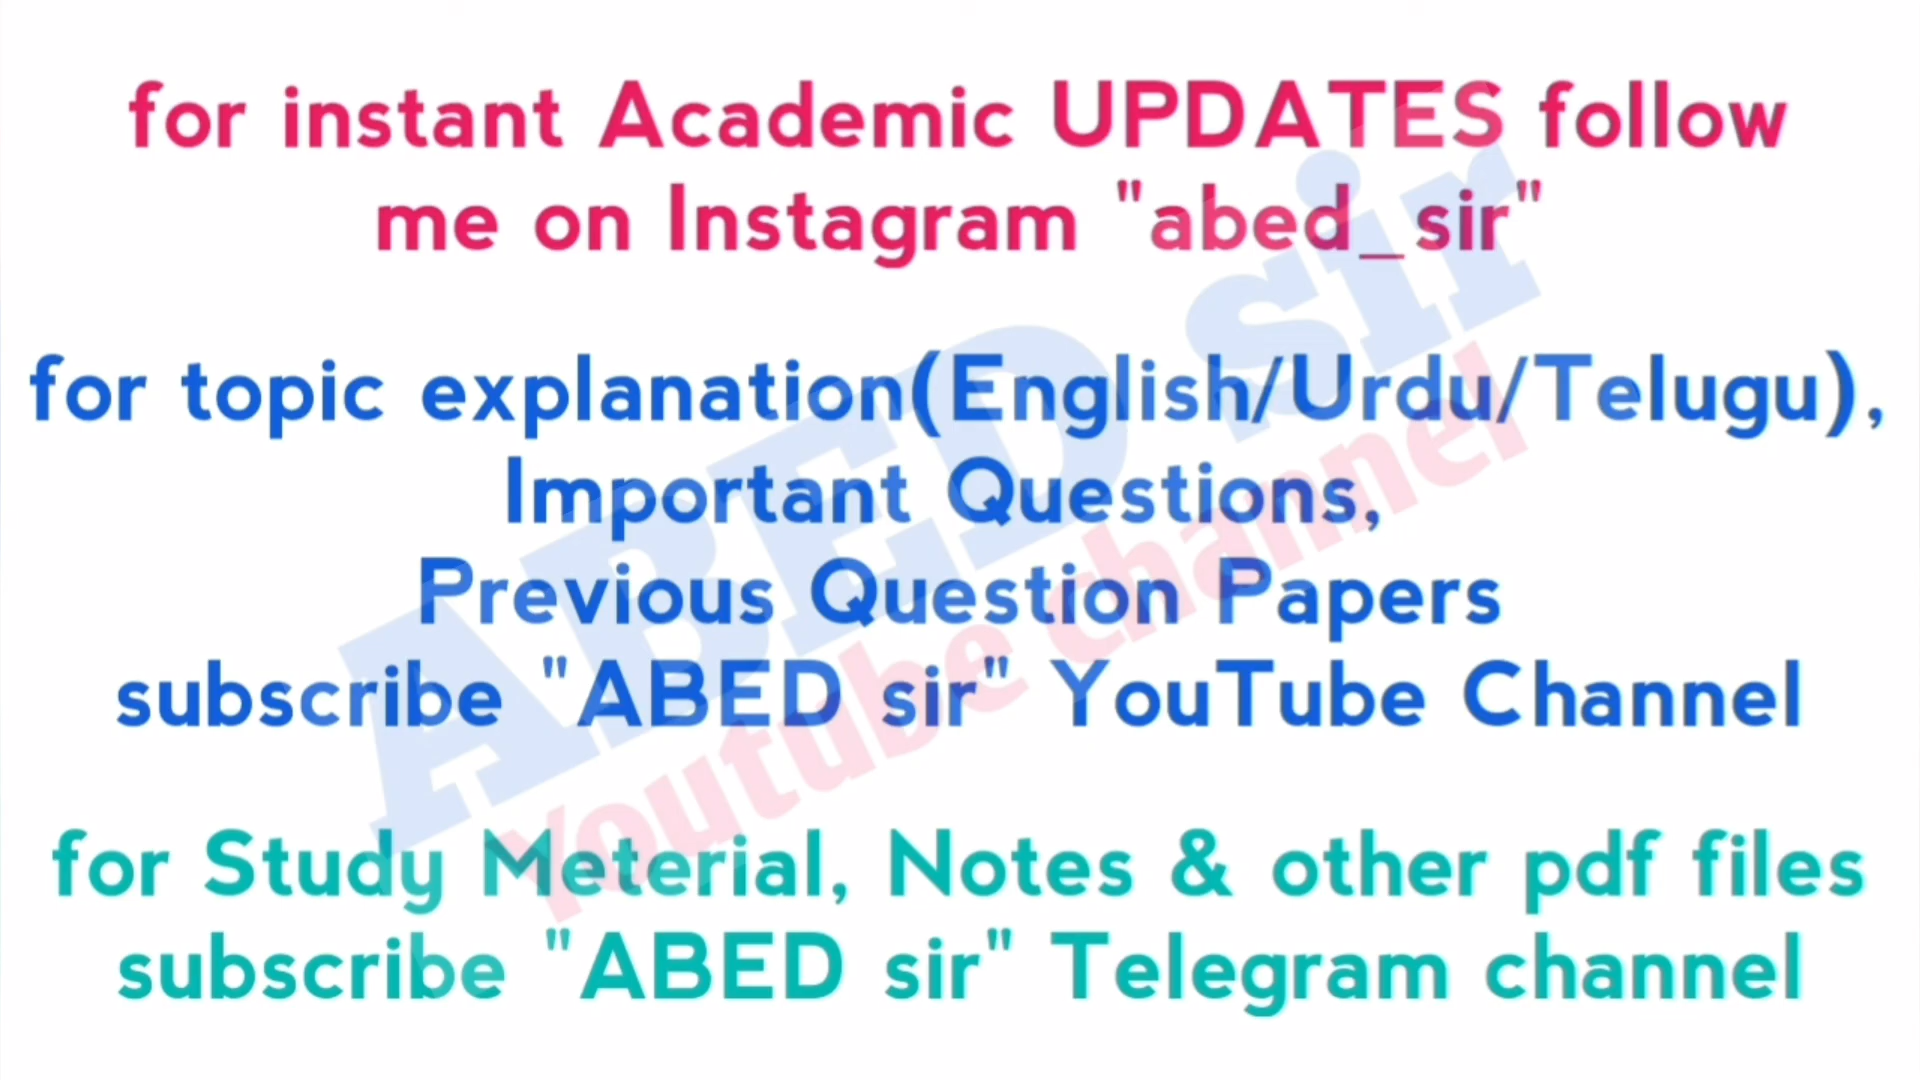 for instant Academic UPDATES follow
me on Instagram "abed_sir"
for topic explanation(English/Urdu/Telugu),
Important Questions,
Previous Question Papers
subscribe "ABED sir" YouTube Channel
for Study Meterial, Notes & other pdf files
subscribe "ABED sir" Telegram channel
ABED sir
Youtube channel